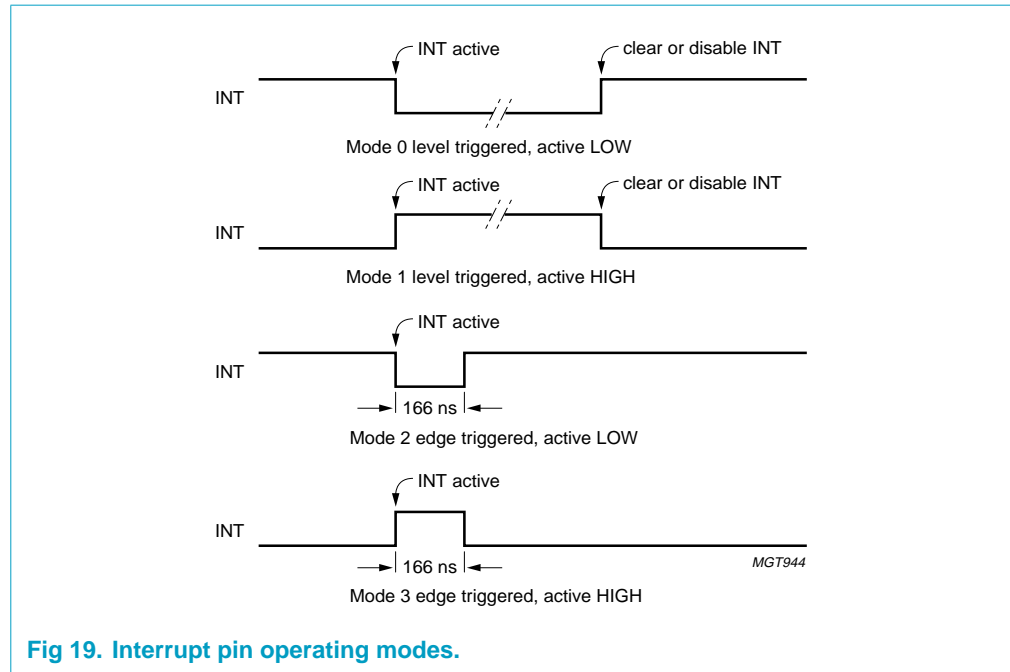 INT active
clear or disable INT
INT
Mode 0 level triggered, active LOW
INT active
clear or disable INT
INT
Mode 1 level triggered, active HIGH
INT active
INT
166 ns
Mode 2 edge triggered, active LOW
INT active
INT
166 ns
MGT944
Mode 3 edge triggered, active HIGH
Fig 19. Interrupt pin operating modes.